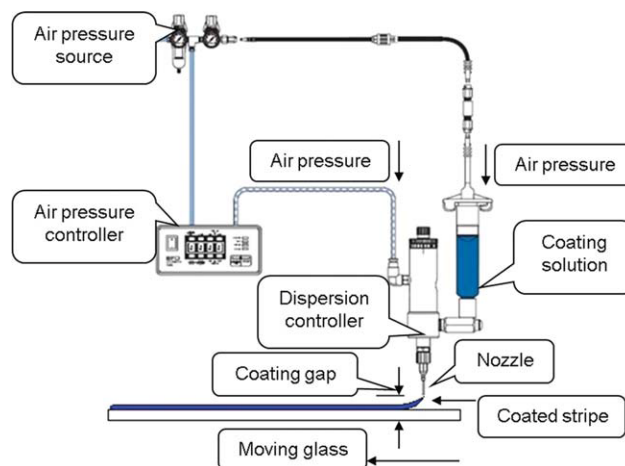 Air pressure
source
Air pressure
Air pressure
Air pressure
controller
Coating
solution
Dispersion
controller
Nozzle
Coating gap
Coated stripe
Moving glass